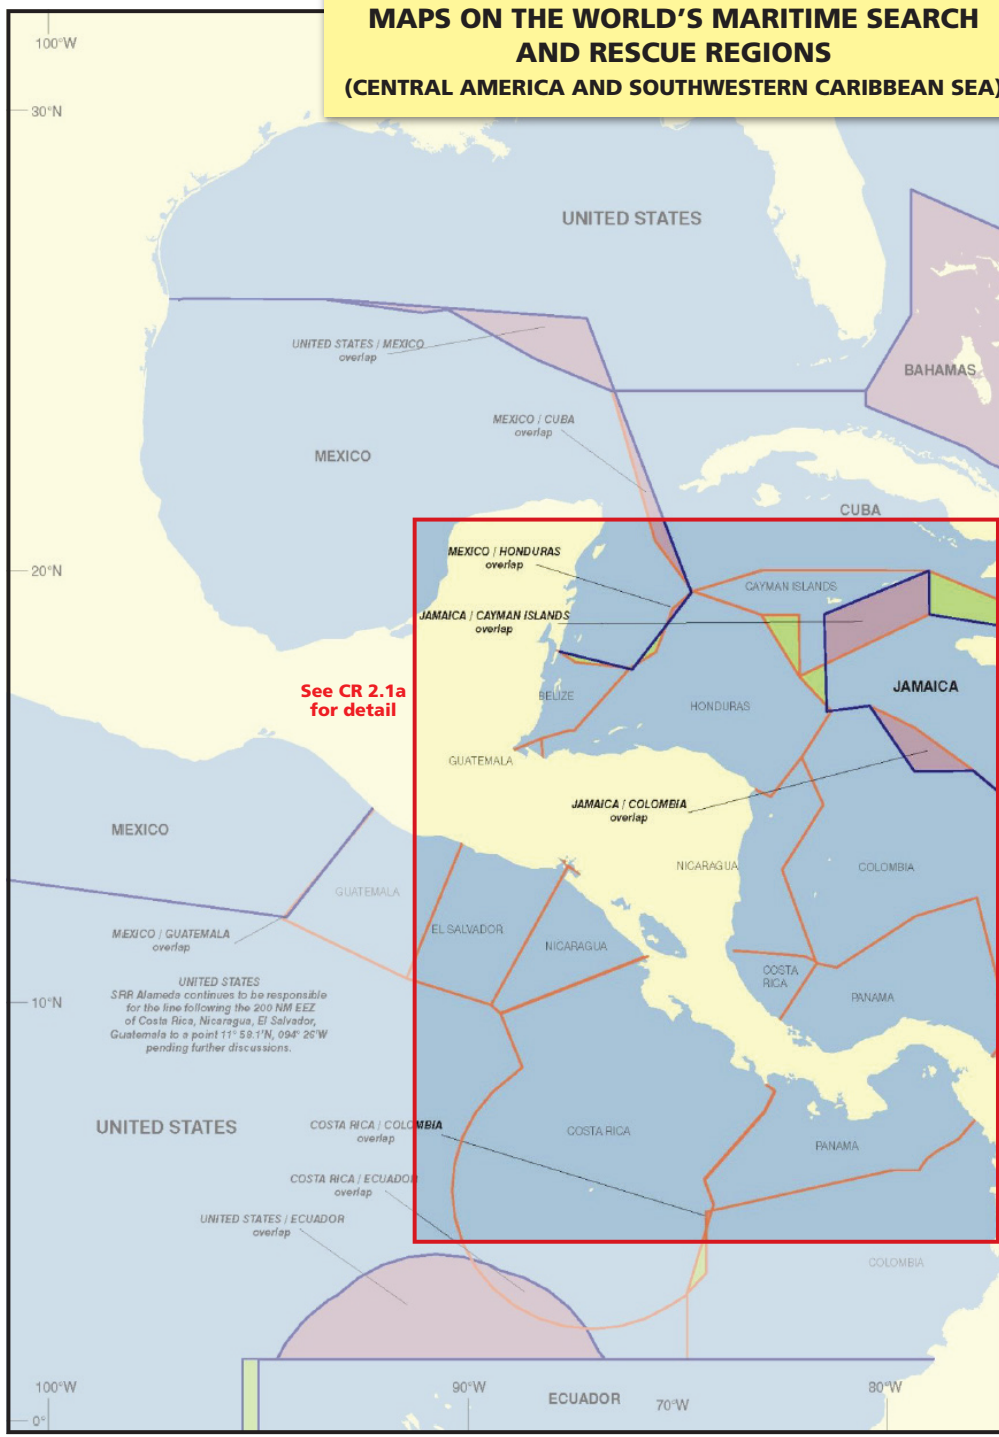 MAPS ON THE WORLD'S MARITIME SEARCH
AND RESCUE REGIONS
(CENTRAL AMERICA AND SOUTHWESTERN CARIBBEAN SEA)
100°W
30°N
UNITED STATES
UNITED STATES / MEXICO
overlap
BAHAMAS
MEXICO / CUBA
overlap
MEXICO
CUBA
MEXICO / HONDURAS
overlap
20°N
CAYMAN ISLANDS
JAMAICA / CAYMAN ISLANDS
overlap
See CR 2.1a
for detail
BELIZE
JAMAICA
HONDURAS
GUATEMALA
JAMAICA / COLOMBIA
overlap
MEXICO
NICARAGUA
COLOMBIA
GUATEMALA
MEXICO / GUATEMALA
overlap
EL SALVADOR
NICARAGUA
COSTA
RICA
PANAMA
UNITED STATES
SRR Alameda continues to be responsible
for the line following the 200 NM EEZ
of Costa Rica, Nicaragua, El Salvador,
Guatemala to a point 11° 59.1'N, 094° 26'W
pending further discussions.
10°N
UNITED STATES
COSTA RICA / COLOMBIA
overlap
COSTA RICA
PANAMA
COSTA RICA / ECUADOR
overlap
UNITED STATES / ECUADOR
overlap
COLOMBIA
100°W
90°W
ECUADOR
70°W
80°W
0°